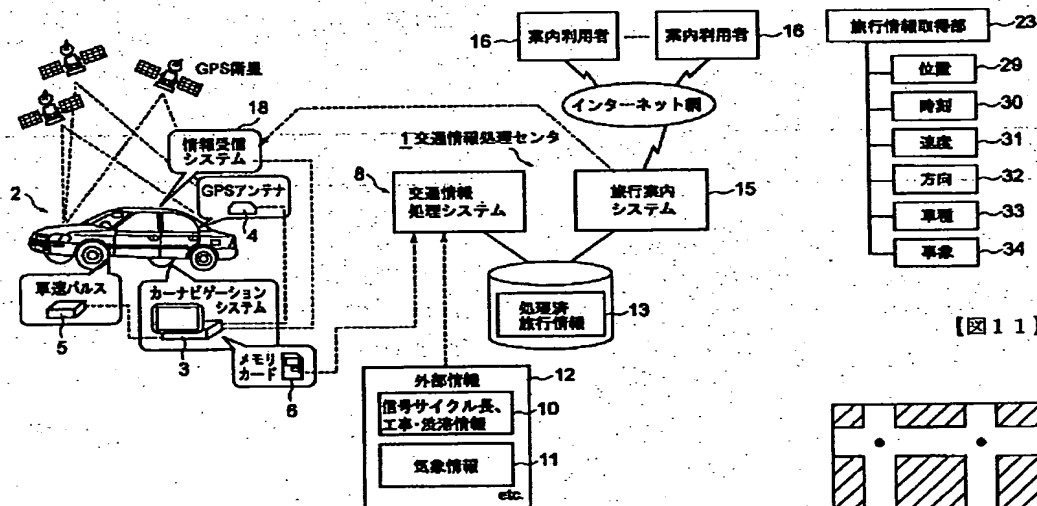 GPS衛星
18
情報受信
システム
2
GPSアンテナ
4
車速パルス
5
カーナビゲーション
システム
3
メモリ
カード
6
16
案内利用者
案内利用者
16
インターネット網
1 交通情報処理センタ
8
交通情報
処理システム
旅行案内
システム
15
処理済
旅行情報
13
外部情報
12
信号サイクル長、
工事・渋滞情報
10
気象情報
11
etc.
旅行情報取得部
23
位置
29
時刻
30
速度
31
方向
32
車種
33
事象
34
【図11】